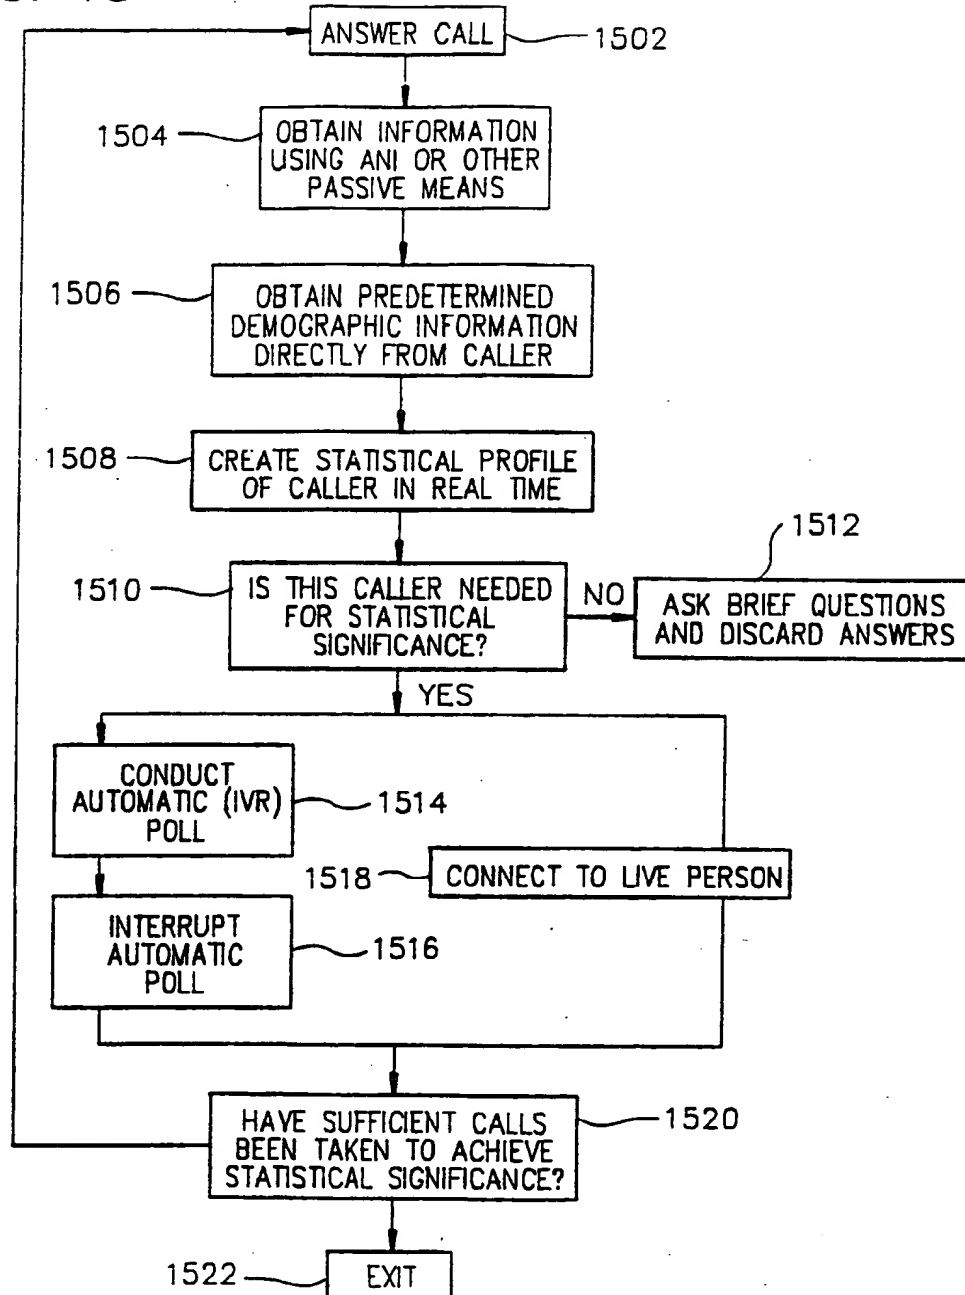 ANSWER CALL
1502
1504
OBTAIN INFORMATION
USING ANI OR OTHER
PASSIVE MEANS
1506
OBTAIN PREDETERMINED
DEMOGRAPHIC INFORMATION
DIRECTLY FROM CALLER
1508
CREATE STATISTICAL PROFILE
OF CALLER IN REAL TIME
1510
IS THIS CALLER NEEDED
FOR STATISTICAL
SIGNIFICANCE?
NO
1512
ASK BRIEF QUESTIONS
AND DISCARD ANSWERS
YES
CONDUCT
AUTOMATIC (IVR)
POLL
1514
1518
CONNECT TO LIVE PERSON
INTERRUPT
AUTOMATIC
POLL
1516
HAVE SUFFICIENT CALLS
BEEN TAKEN TO ACHIEVE
STATISTICAL SIGNIFICANCE?
1520
1522
EXIT